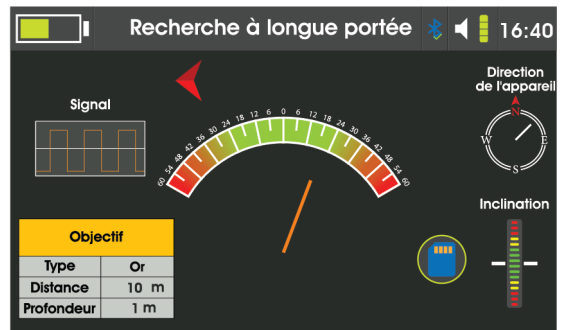 Recherche à longue portée
16:40
Signal
60 54 48 42 36 30 24 18 12 6 0 6 12 18 24 30 36 42 48 54 60
Direction
de l'appareil
N
W E
S
Inclination
Objectif
Type Or
Distance 10 m
Profondeur 1 m